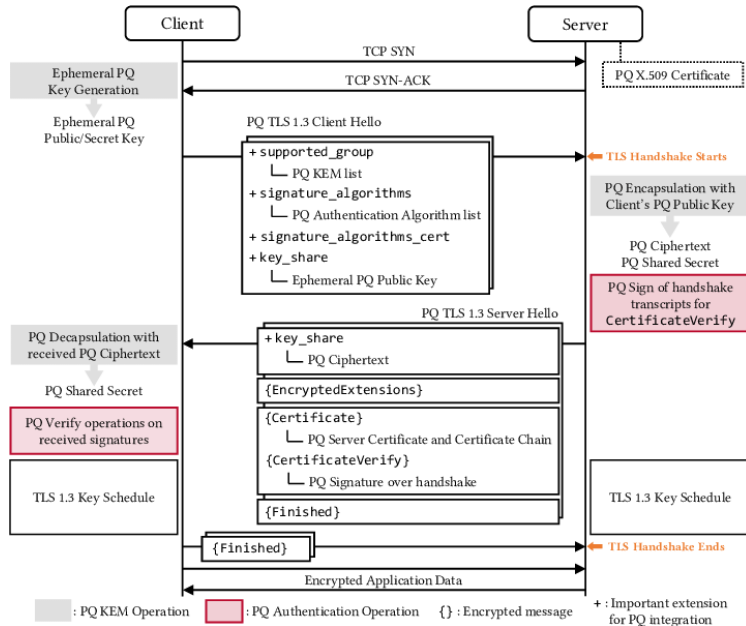 Client
Server
TCP SYN
PQ X.509 Certificate
TCP SYN-ACK
Ephemeral PQ
Key Generation
Ephemeral PQ
Public/Secret Key
PQ TLS 1.3 Client Hello
+ supported_group
PQ KEM list
+ signature_algorithms
PQ Authentication Algorithm list
+ signature_algorithms_cert
+ key_share
Ephemeral PQ Public Key
TLS Handshake Starts
PQ Encapsulation with
Client's PQ Public Key
PQ Ciphertext
PQ Shared Secret
PQ Sign of handshake
transcripts for
CertificateVerify
PQ TLS 1.3 Server Hello
+ key_share
PQ Ciphertext
{EncryptedExtensions}
{Certificate}
PQ Server Certificate and Certificate Chain
{CertificateVerify}
PQ Signature over handshake
{Finished}
PQ Decapsulation with
received PQ Ciphertext
PQ Shared Secret
PQ Verify operations on
received signatures
TLS 1.3 Key Schedule
TLS 1.3 Key Schedule
{Finished}
TLS Handshake Ends
Encrypted Application Data
: PQ KEM Operation
: PQ Authentication Operation
{} : Encrypted message
+ : Important extension
for PQ integration